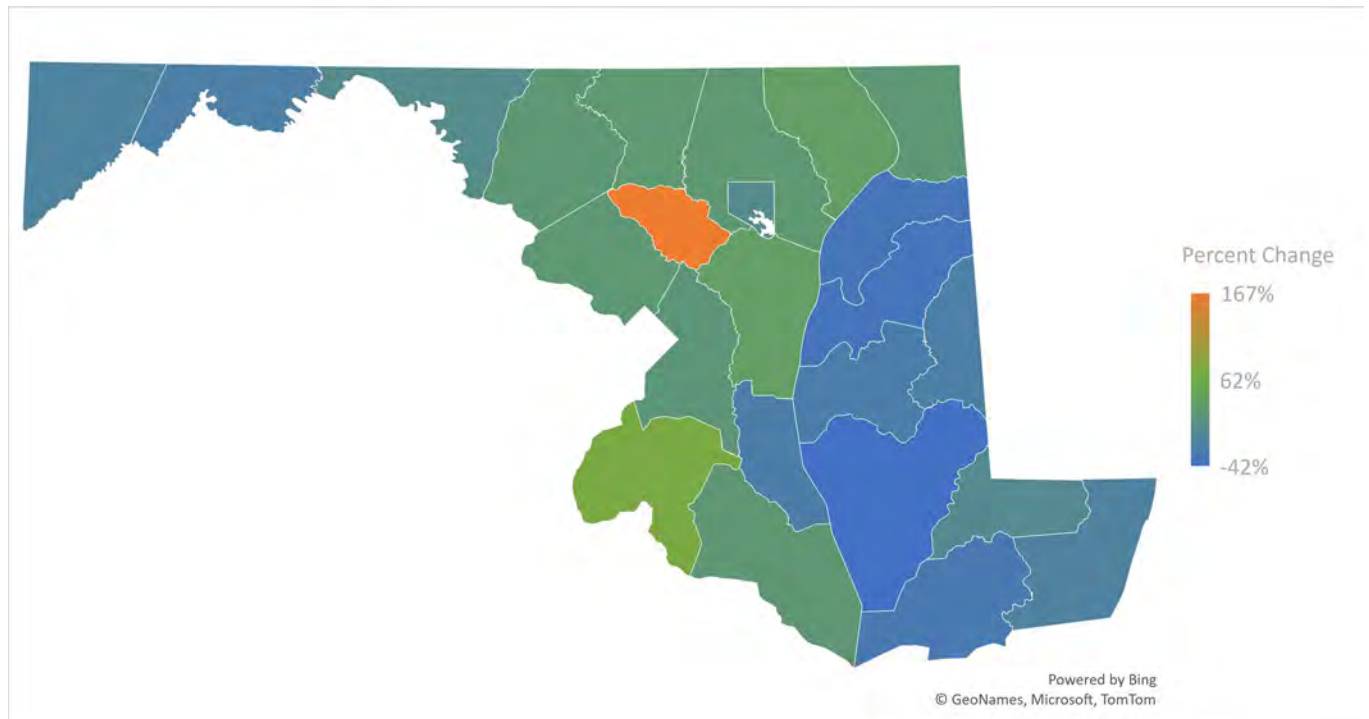 Percent Change
167%
62%
-42%
Powered by Bing
© GeoNames, Microsoft, TomTom